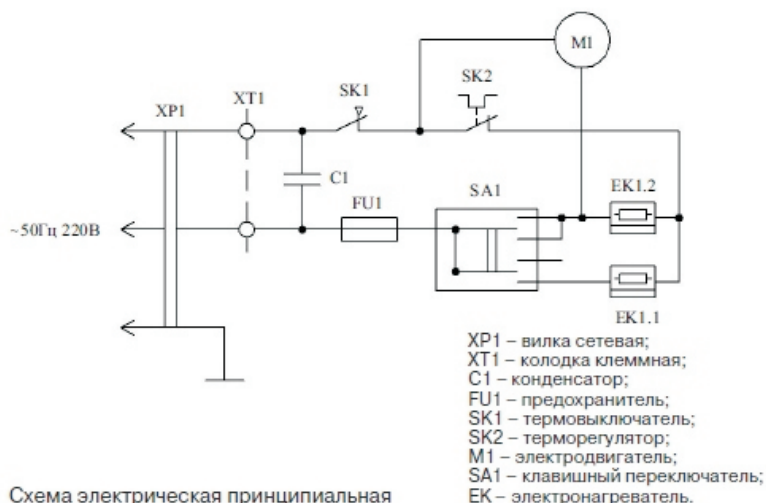 M1
SK2
SK1
XT1
XP1
C1
FU1
SA1
EK1.2
~50Гц 220В
EK1.1
XP1 – вилка сетевая;
XT1 – колодка клеммная;
C1 – конденсатор;
FU1 – предохранитель;
SK1 – термовыключатель;
SK2 – терморегулятор;
M1 – электродвигатель;
SA1 – клавишный переключатель;
EK – электронагреватель.
Схема электрическая принципиальная